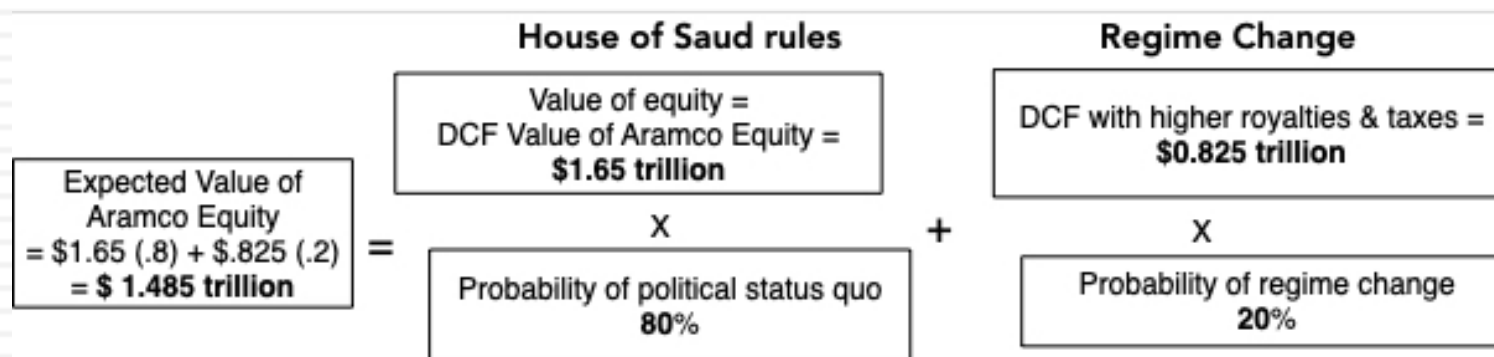 House of Saud rules
Regime Change
Value of equity =
DCF Value of Aramco Equity =
$1.65 trillion
DCF with higher royalties & taxes =
$0.825 trillion
Expected Value of
Aramco Equity
= $1.65 (.8) + $.825 (.2)
= $ 1.485 trillion
=
X
+
X
Probability of political status quo
80%
Probability of regime change
20%